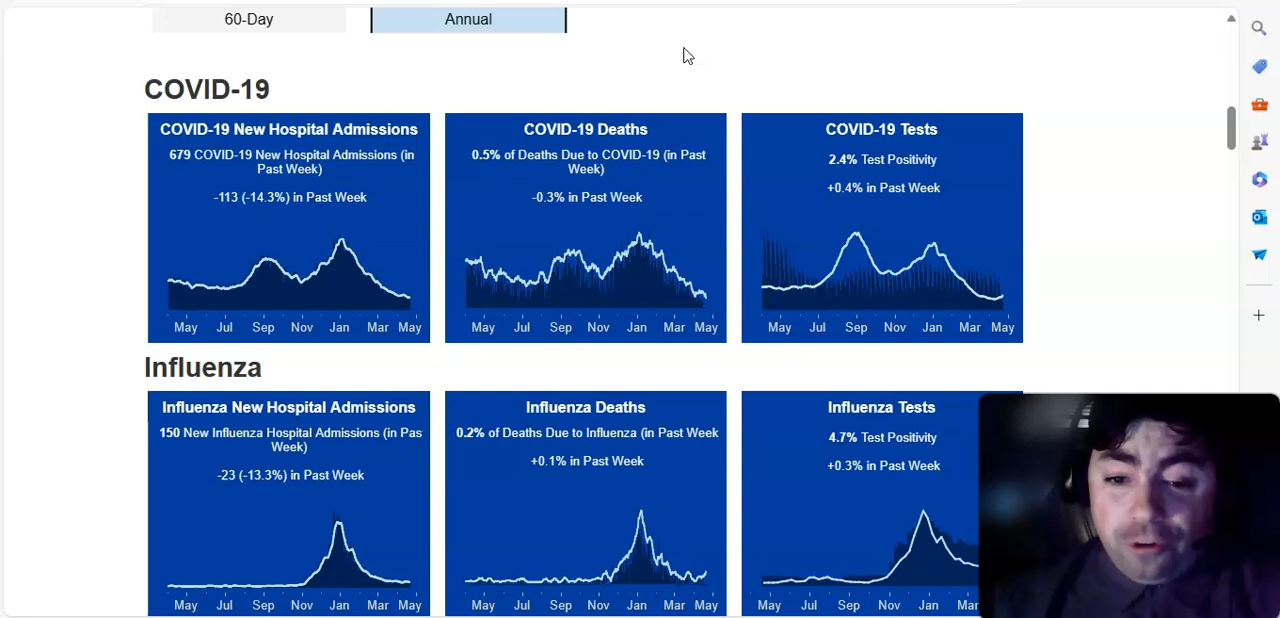 60-Day
Annual
COVID-19
COVID-19 New Hospital Admissions
679 COVID-19 New Hospital Admissions (in
Past Week)
-113 (-14.3%) in Past Week
May Jul Sep Nov Jan Mar May
COVID-19 Deaths
0.5% of Deaths Due to COVID-19 (in Past
Week)
-0.3% in Past Week
May Jul Sep Nov Jan Mar May
COVID-19 Tests
2.4% Test Positivity
+0.4% in Past Week
May Jul Sep Nov Jan Mar May
Influenza
Influenza New Hospital Admissions
150 New Influenza Hospital Admissions (in Pas
Week)
-23 (-13.3%) in Past Week
May Jul Sep Nov Jan Mar May
Influenza Deaths
0.2% of Deaths Due to Influenza (in Past Week
+0.1% in Past Week
May Jul Sep Nov Jan Mar May
Influenza Tests
4.7% Test Positivity
+0.3% in Past Week
May Jul Sep Nov Jan Mar